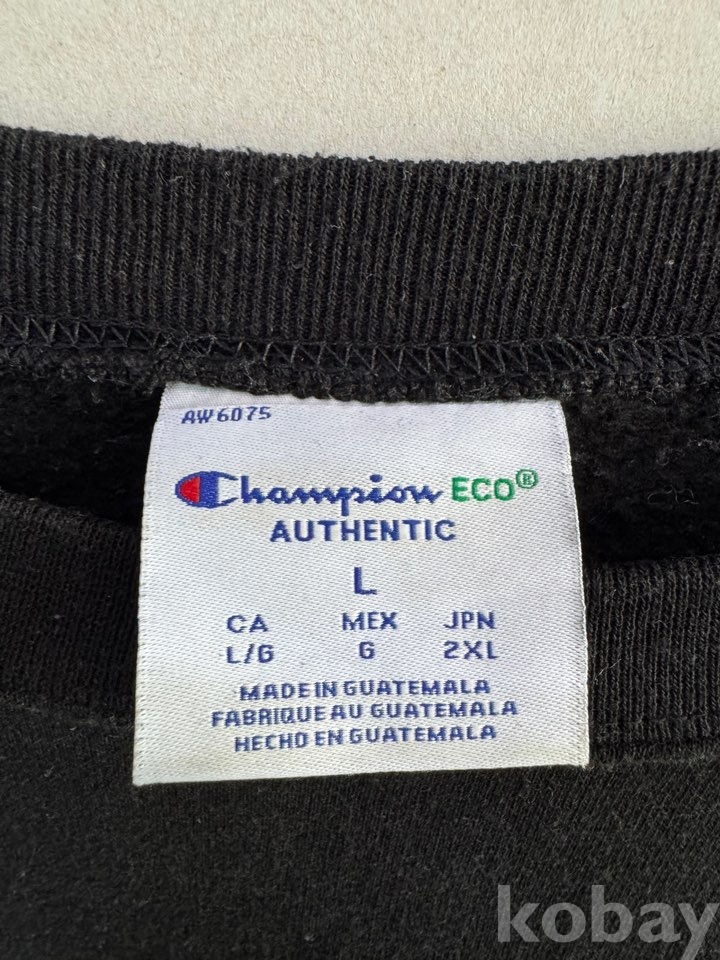 AW6075
Champion ECO®
AUTHENTIC
L
CA MEX JPN
L/G G 2XL
MADE IN GUATEMALA
FABRIQUE AU GUATEMALA
HECHO EN GUATEMALA
kobay